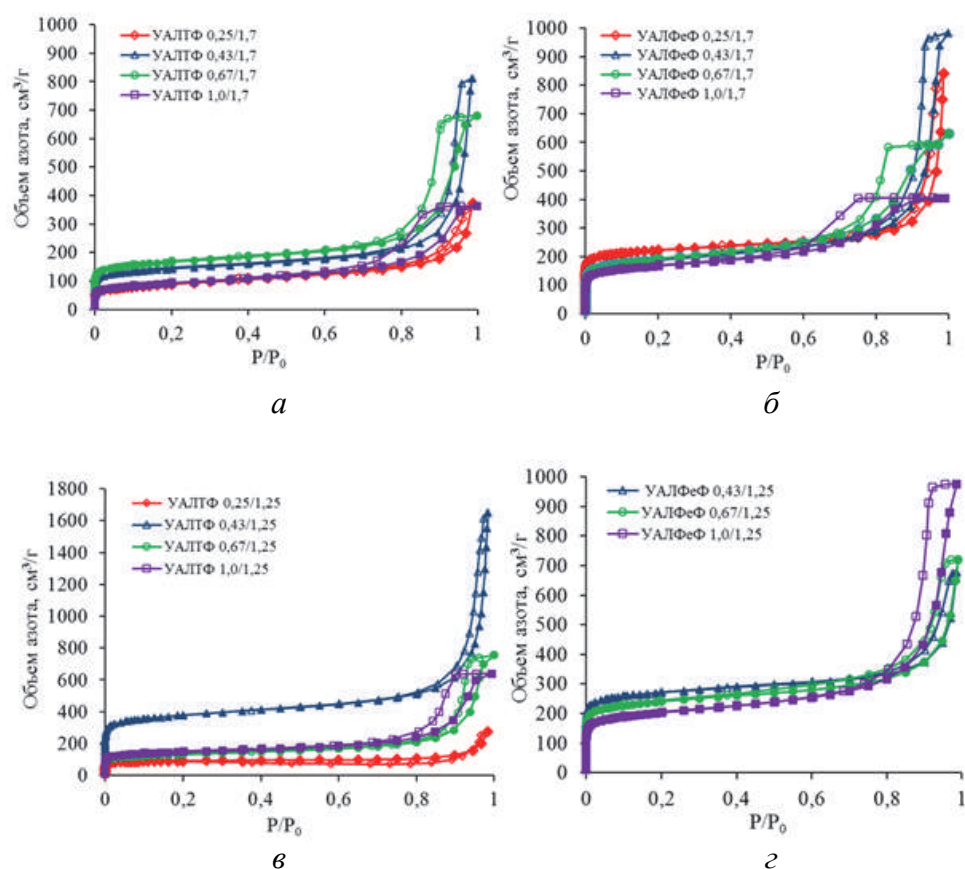 Объем азота, см³/г
1000
900
800
700
600
500
400
300
200
100
0
УАЛТФ 0,25/1,7
УАЛТФ 0,43/1,7
УАЛТФ 0,67/1,7
УАЛТФ 1,0/1,7
0 0,2 0,4 0,6 0,8 1
P/P₀
а
Объем азота, см³/г
1000
900
800
700
600
500
400
300
200
100
0
УАЛФеФ 0,25/1,7
УАЛФеФ 0,43/1,7
УАЛФеФ 0,67/1,7
УАЛФеФ 1,0/1,7
0 0,2 0,4 0,6 0,8 1
P/P₀
б
Объем азота, см³/г
1800
1600
1400
1200
1000
800
600
400
200
0
УАЛТФ 0,25/1,25
УАЛТФ 0,43/1,25
УАЛТФ 0,67/1,25
УАЛТФ 1,0/1,25
0 0,2 0,4 0,6 0,8 1
P/P₀
в
Объем азота, см³/г
1000
900
800
700
600
500
400
300
200
100
0
УАЛФеФ 0,43/1,25
УАЛФеФ 0,67/1,25
УАЛФеФ 1,0/1,25
0 0,2 0,4 0,6 0,8 1
P/P₀
г